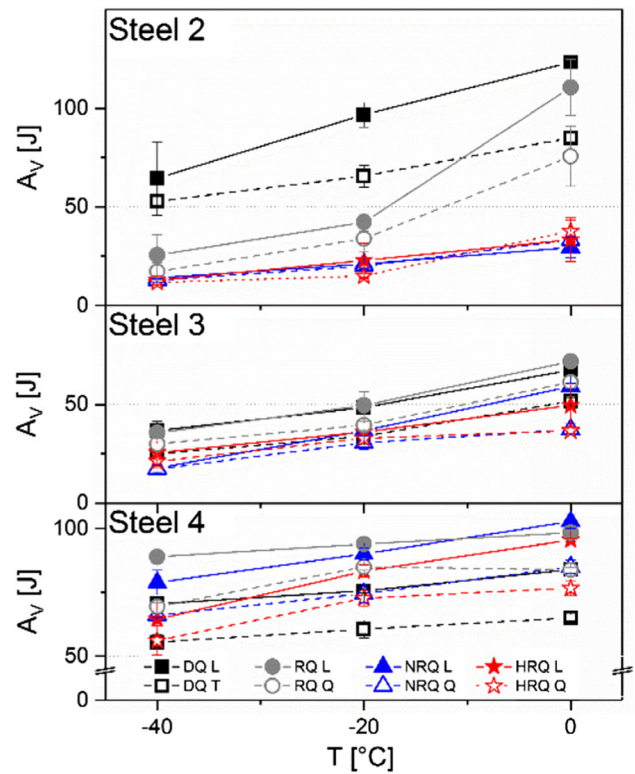 Steel 2
100
50
0
A_V [J]
Steel 3
50
0
A_V [J]
Steel 4
100
50
0
A_V [J]
DQ L RQ L NRQ L HRQ L
DQ T RQ Q NRQ Q HRQ Q
-40 -20 0
T [°C]